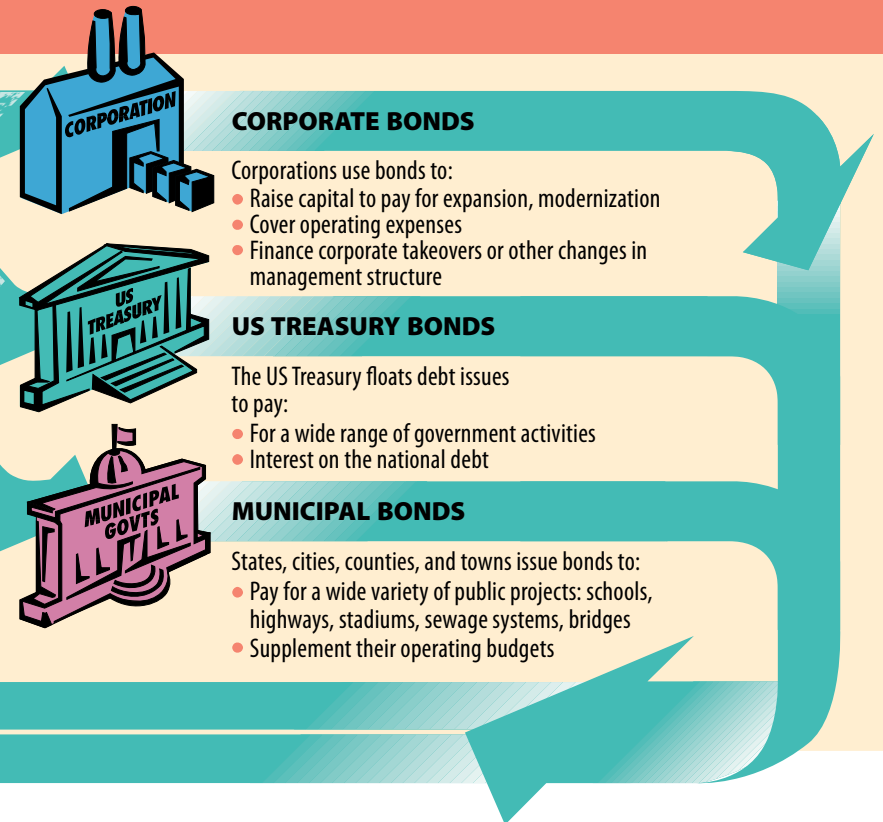 CORPORATION
CORPORATE BONDS
Corporations use bonds to:
• Raise capital to pay for expansion, modernization
• Cover operating expenses
• Finance corporate takeovers or other changes in
management structure
US
TREASURY
US TREASURY BONDS
The US Treasury floats debt issues
to pay:
• For a wide range of government activities
• Interest on the national debt
MUNICIPAL
GOVTS
MUNICIPAL BONDS
States, cities, counties, and towns issue bonds to:
• Pay for a wide variety of public projects: schools,
highways, stadiums, sewage systems, bridges
• Supplement their operating budgets